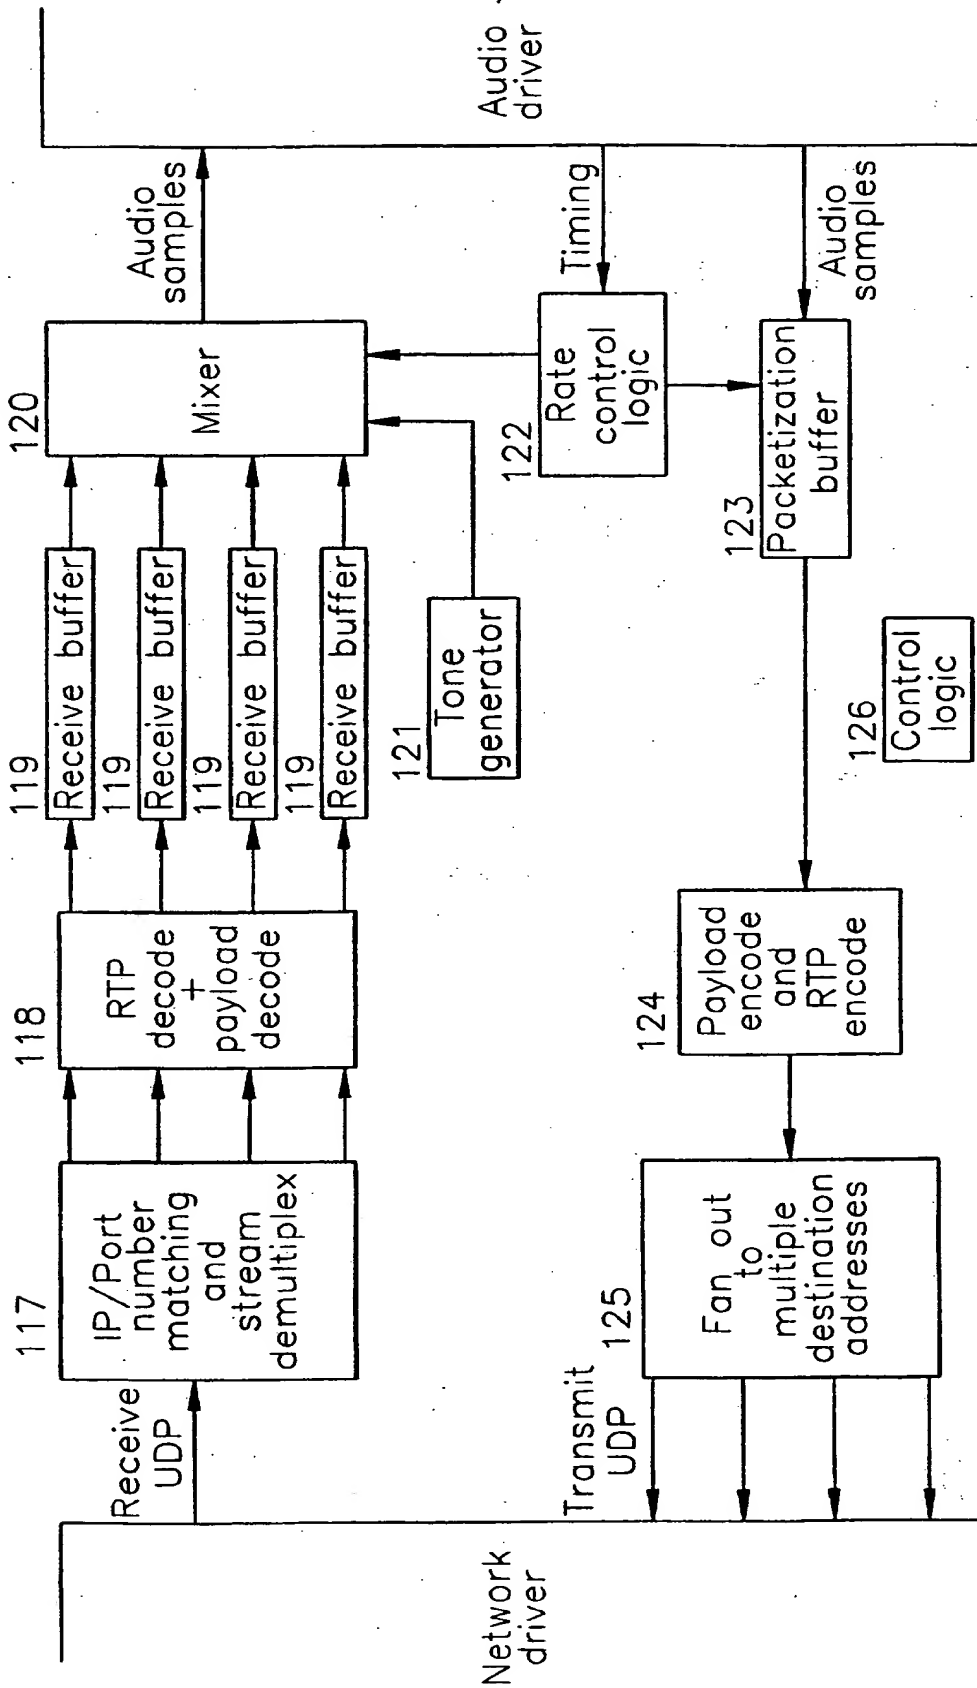 Network
driver
Receive
UDP
117
IP/Port
number
matching
and
stream
demultiplex
118
RTP
decode
+
payload
decode
119
Receive buffer
119
Receive buffer
119
Receive buffer
119
Receive buffer
120
Mixer
Audio
samples
Audio
driver
121
Tone
generator
122
Rate
control
logic
Timing
Transmit
UDP
125
Fan out
to
multiple
destination
addresses
124
Payload
encode
and
RTP
encode
123
Packetization
buffer
Audio
samples
126
Control
logic